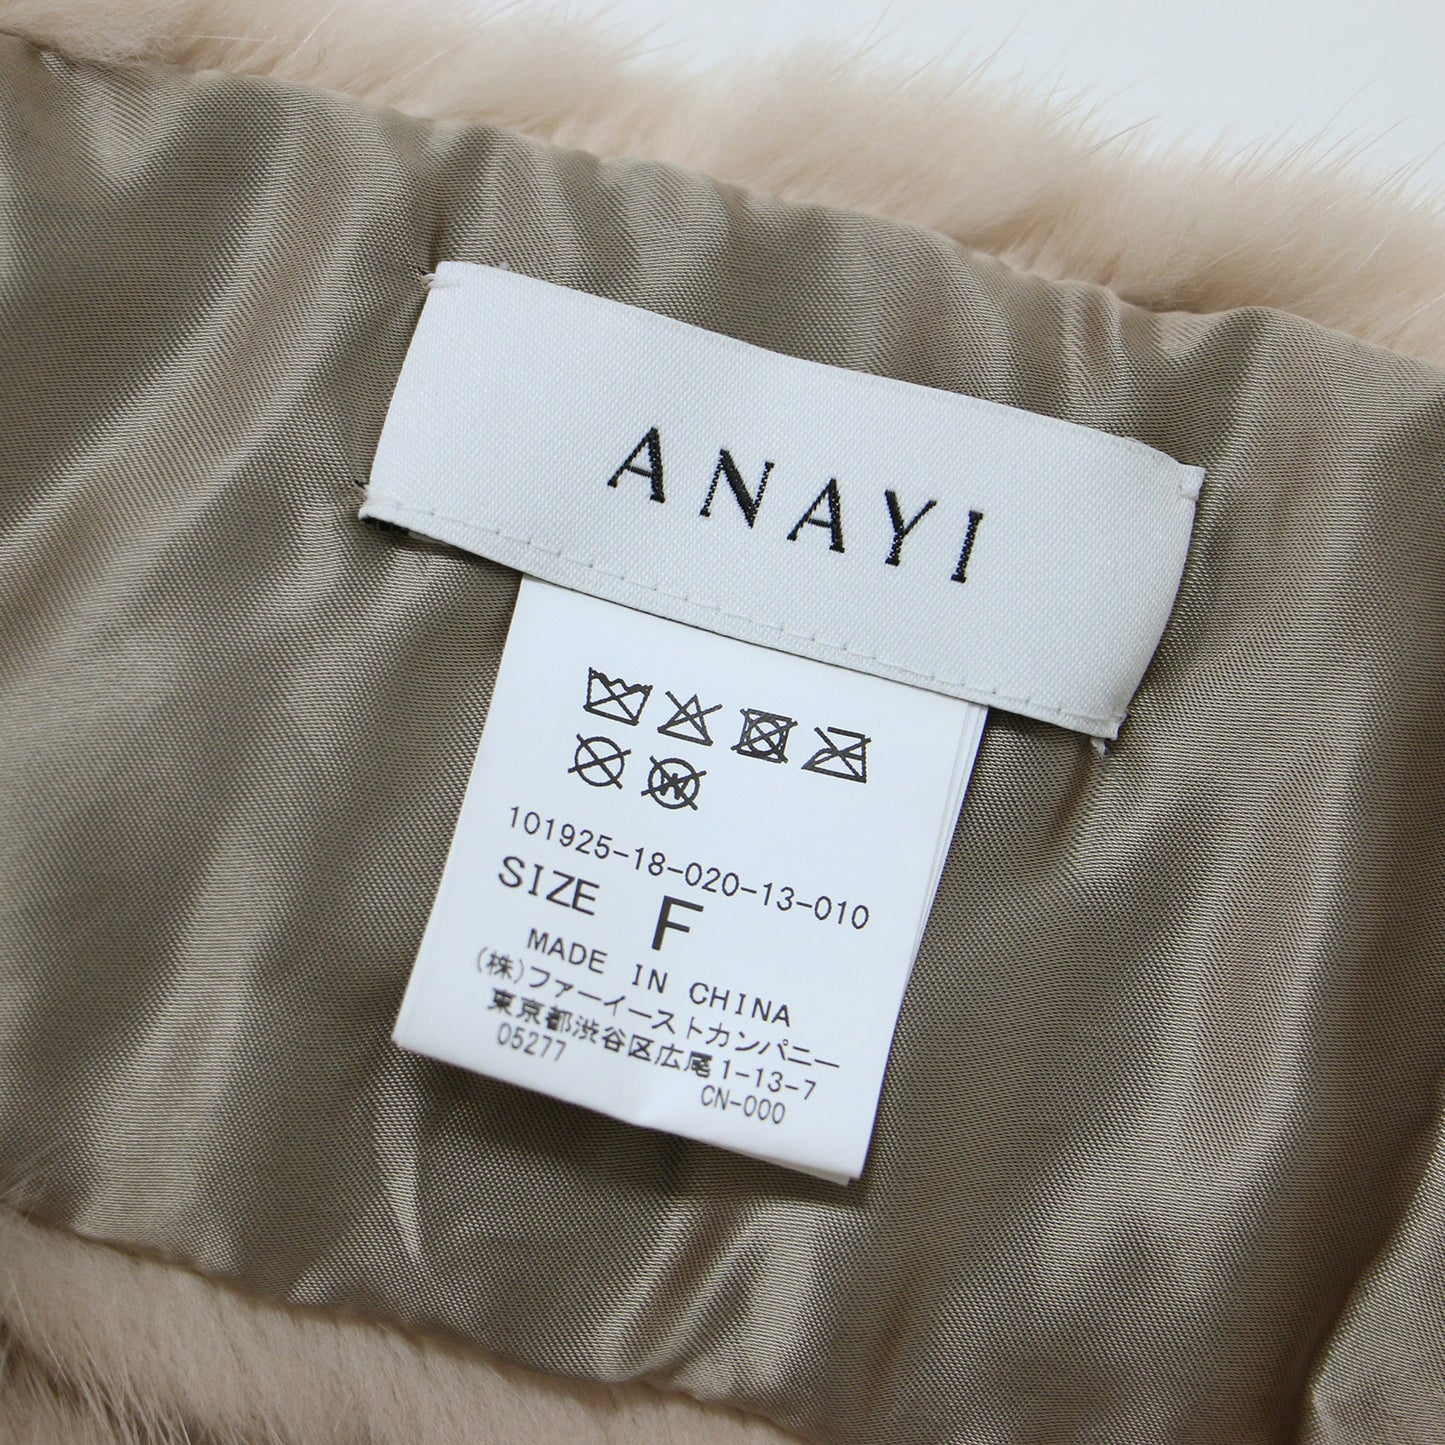 ANAYI
W
101925-18-020-13-010
SIZE F
MADE IN CHINA
(株)ファーイーストカンパニー
東京都渋谷区広尾1-13-7
05277 CN-000